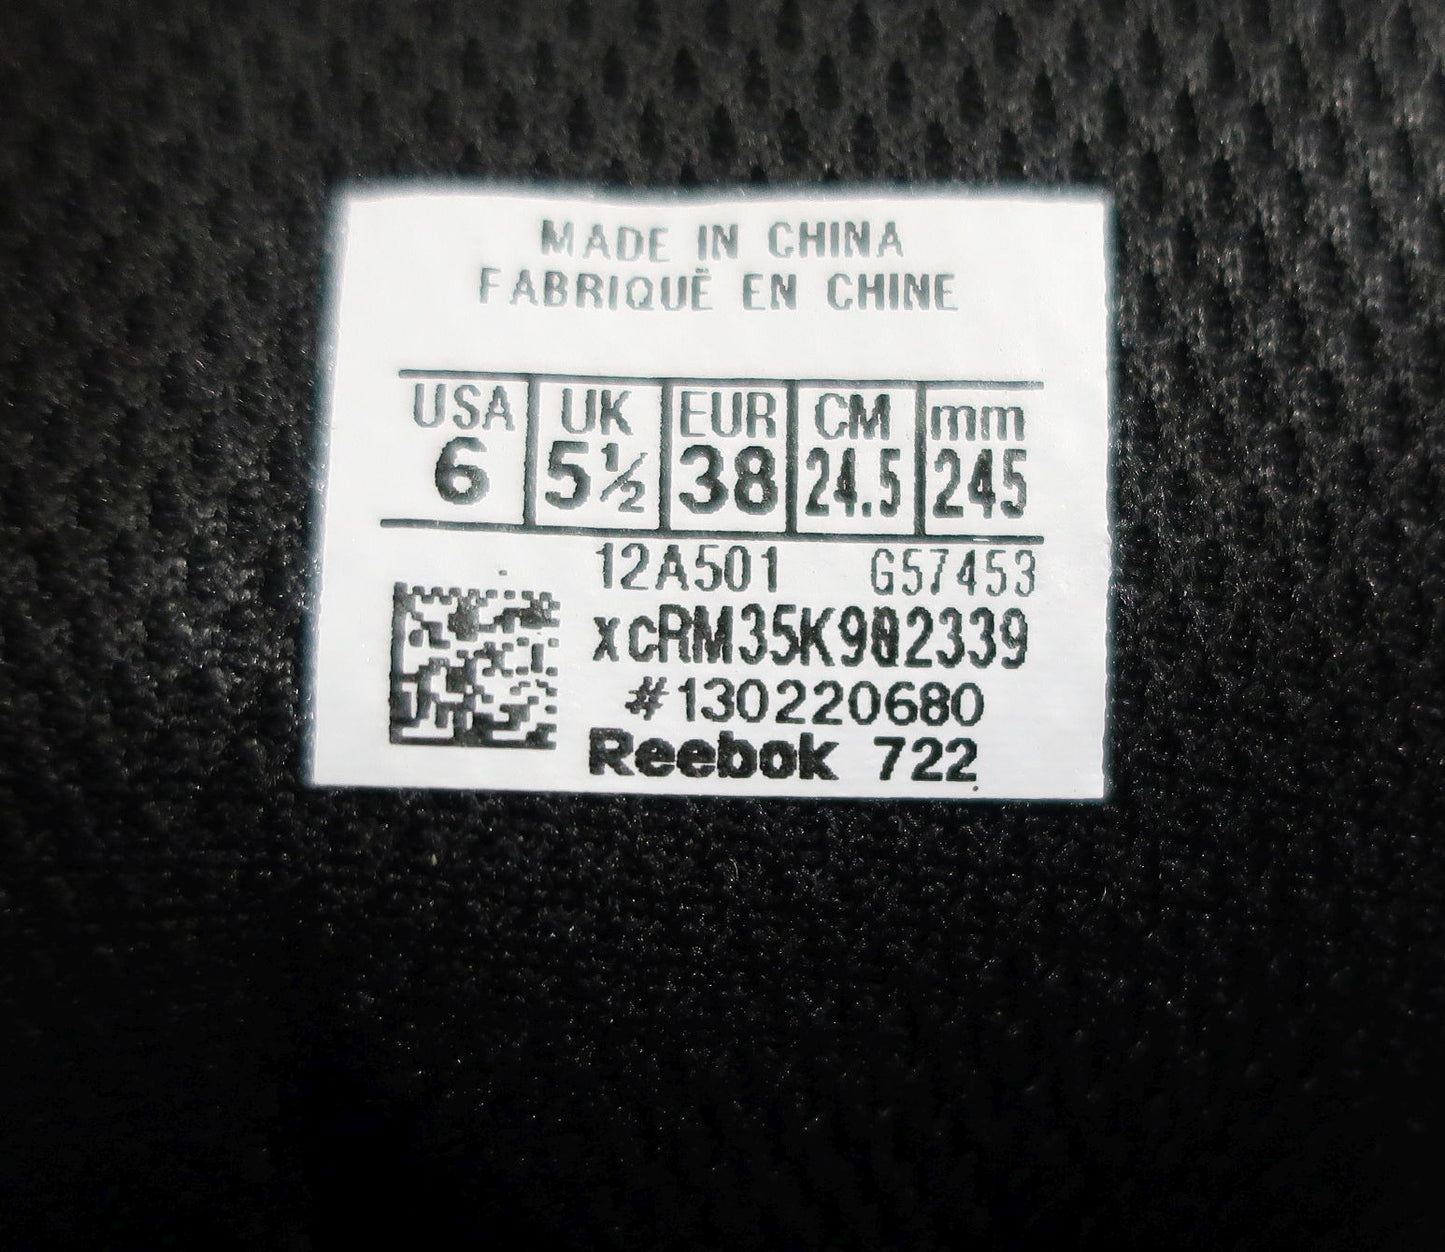 MADE IN CHINA
FABRIQUË EN CHINE
USA UK EUR CM mm
6 5½ 38 24.5 245
12A501 G57453
xcRM35K902339
#130220680
Reebok 722